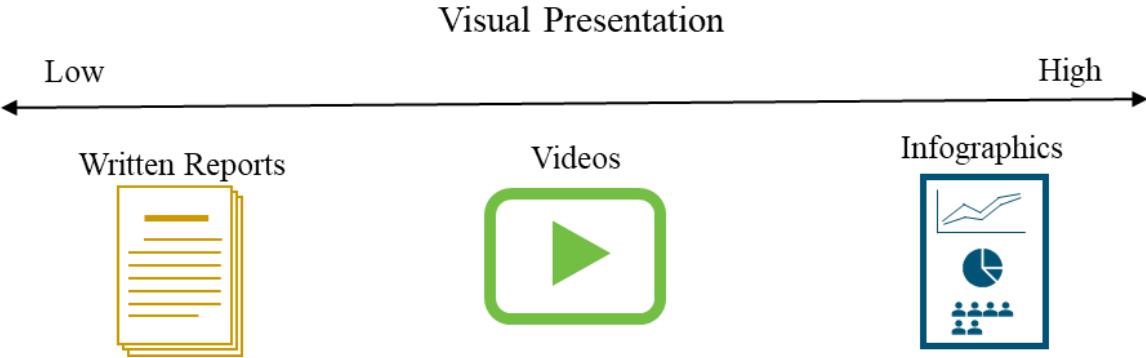 Visual Presentation
Low
High
Written Reports
Videos
Infographics